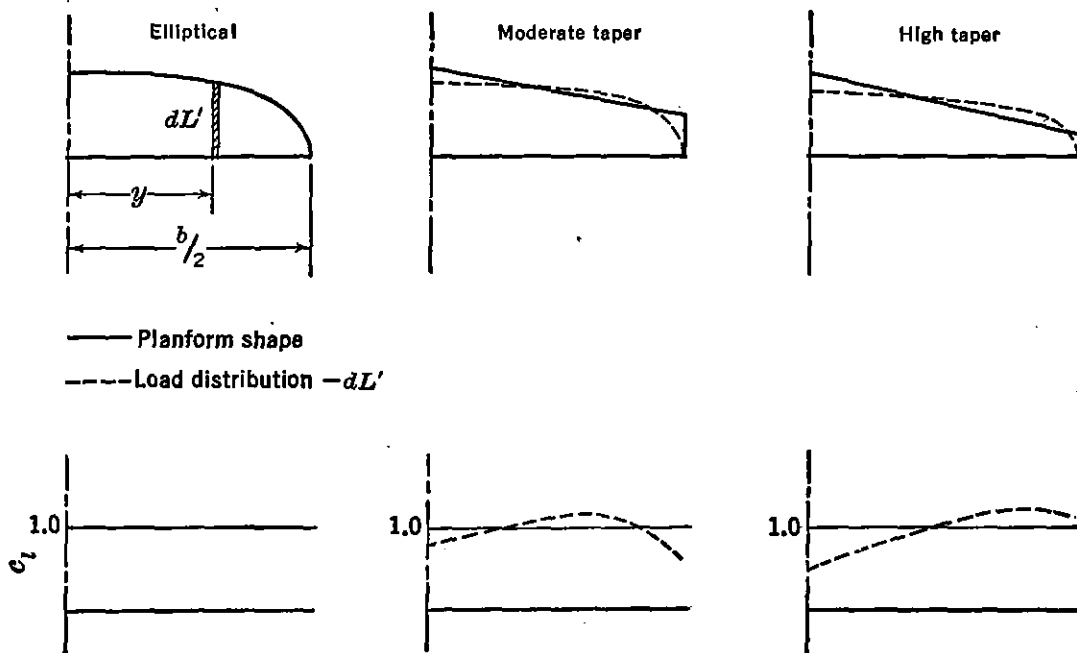 Elliptical
Moderate taper
High taper
dL'
y
b/2
Planform shape
Load distribution –dL'
1.0
1.0
1.0
c_l